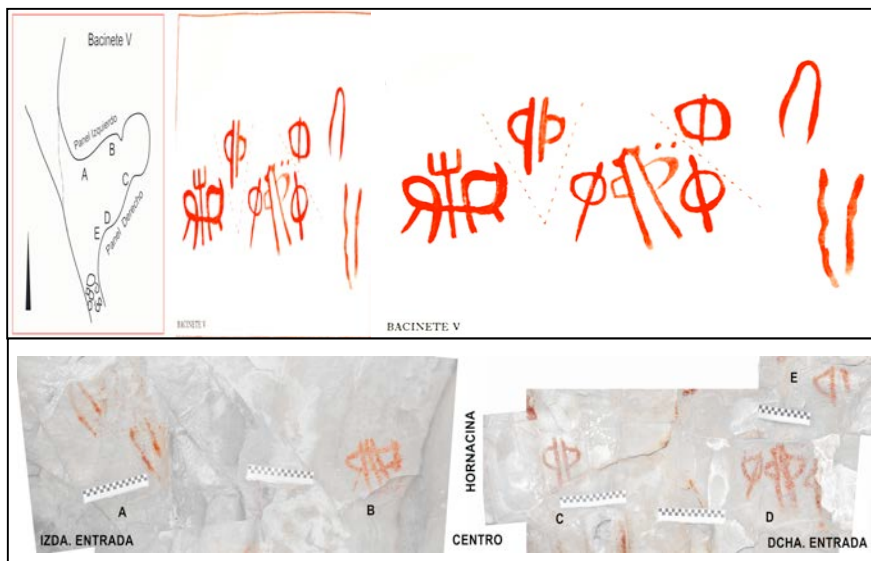 Bacinete V
Panel Izquierdo
A
B
C
D
E
Panel Derecho
BACINETE V
BACINETE V
A
IZDA. ENTRADA
B
CENTRO
HORNACINA
C
D
E
DCHA. ENTRADA